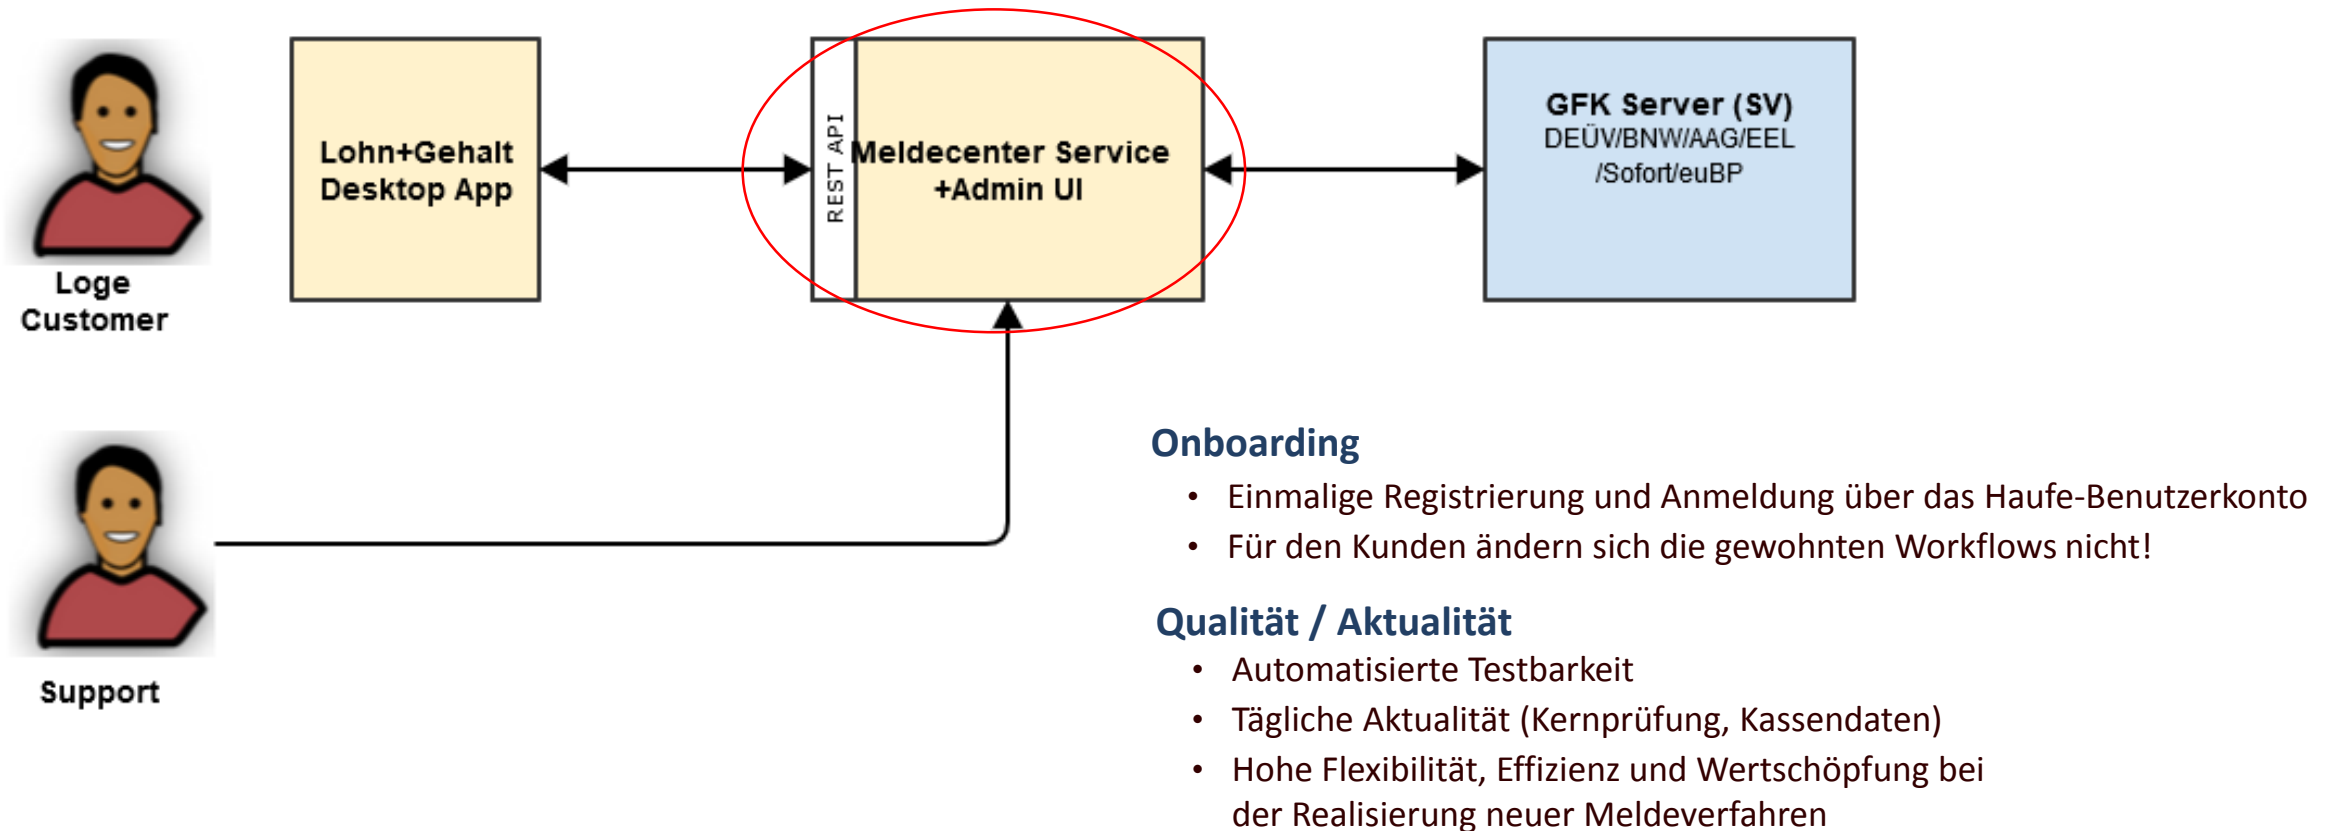 Loge
Customer
Lohn+Gehalt
Desktop App
REST API
Meldecenter Service
+Admin UI
GFK Server (SV)
DEÜV/BNW/AAG/EEL
/Sofort/euBP
Support
Onboarding
• Einmalige Registrierung und Anmeldung über das Haufe-Benutzerkonto
• Für den Kunden ändern sich die gewohnten Workflows nicht!
Qualität / Aktualität
• Automatisierte Testbarkeit
• Tägliche Aktualität (Kernprüfung, Kassendaten)
• Hohe Flexibilität, Effizienz und Wertschöpfung bei
der Realisierung neuer Meldeverfahren